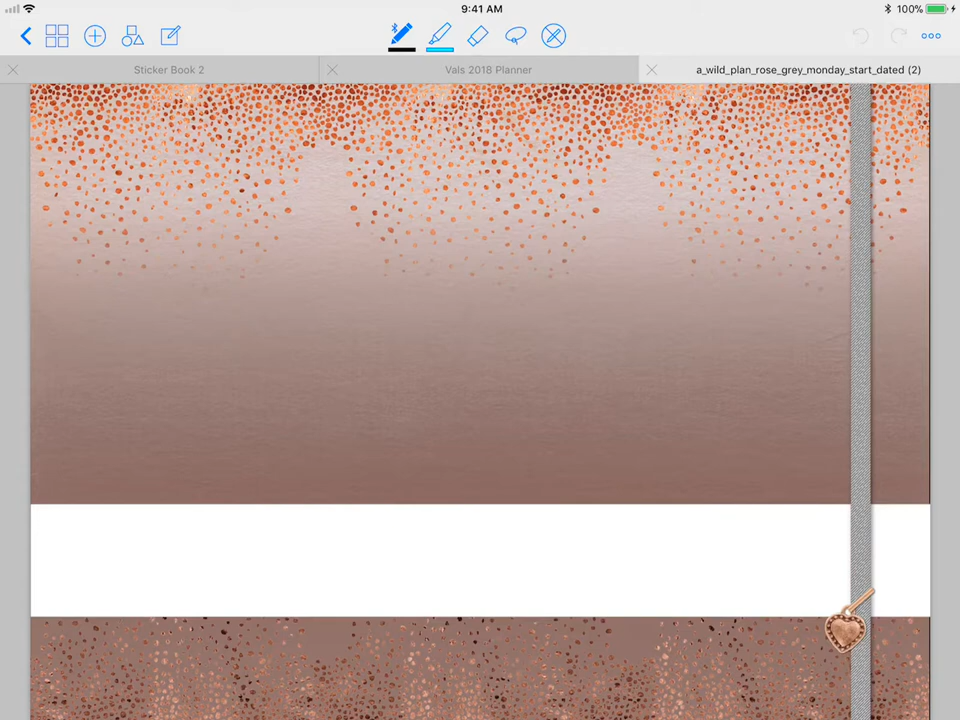 9:41 AM
100%
Sticker Book 2
Vals 2018 Planner
a_wild_plan_rose_grey_monday_start_dated (2)